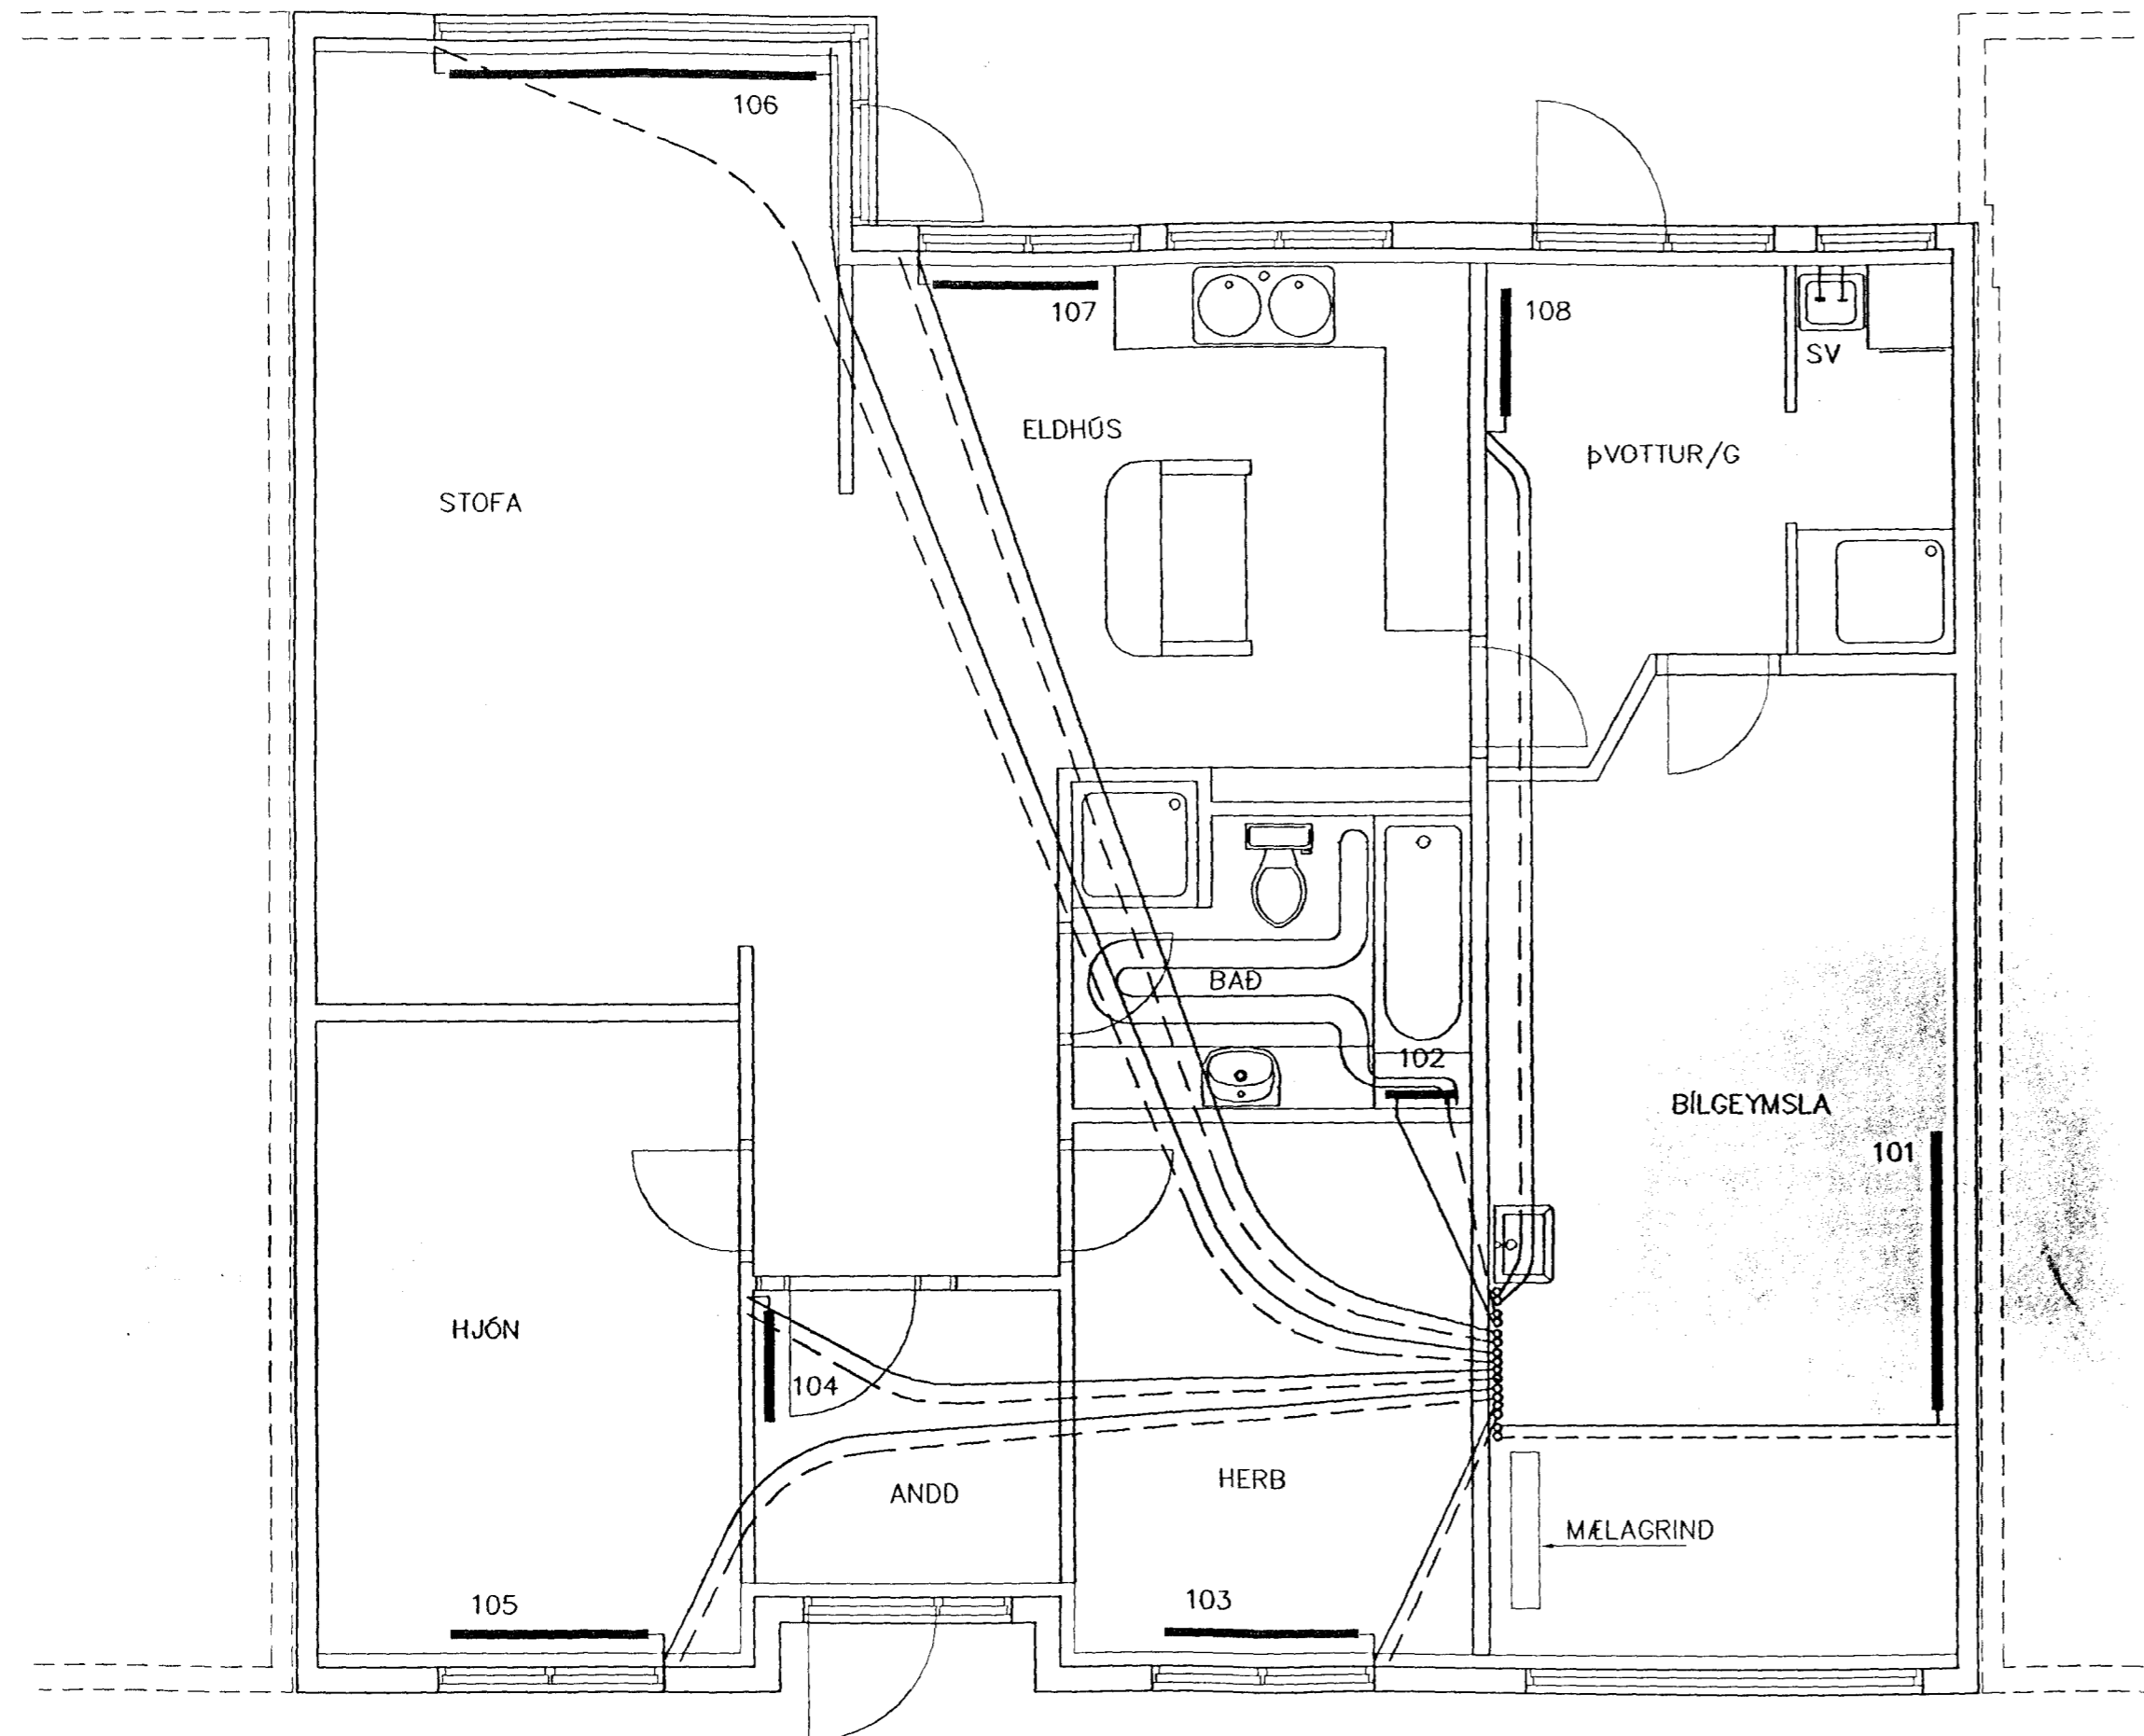 106
107
108
SV
ELDHÚS
ÞVOTTUR/G
STOFA
BAÐ
102
BÍLGEYMSLA
101
HJÓN
104
HERB
ANDD
MÆLAGRIND
105
103